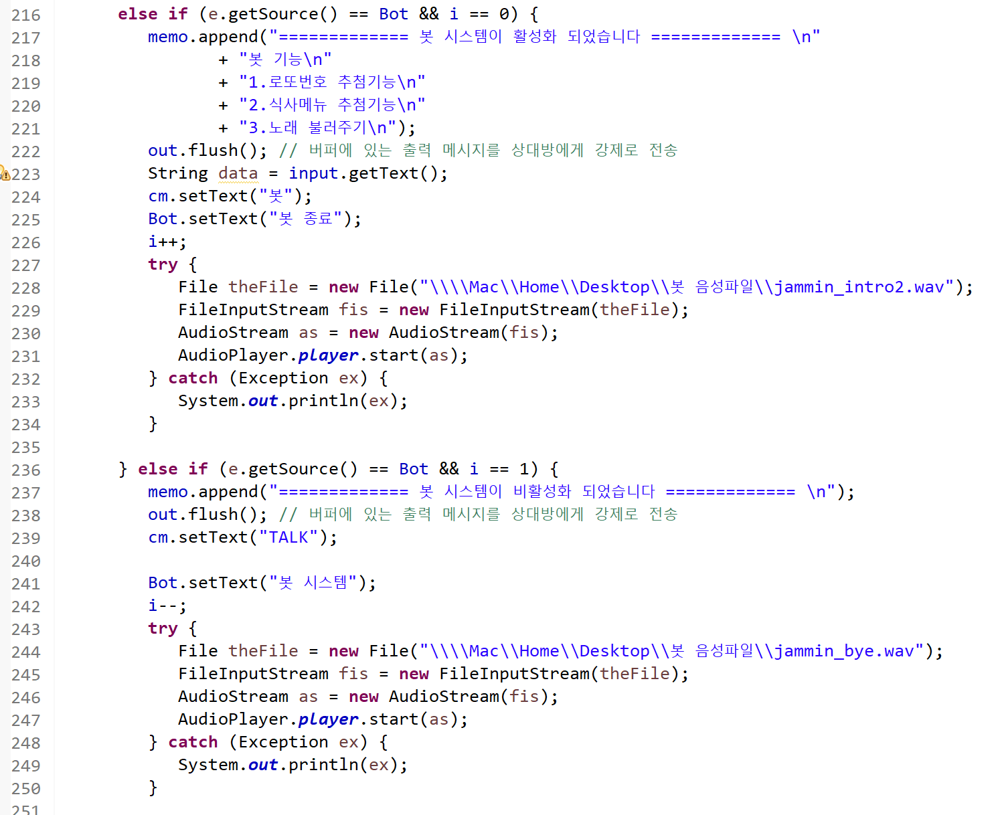 216 else if (e.getSource() == Bot && i == 0) {
217 memo.append("============= 봇 시스템이 활성화 되었습니다 ============= \n"
218 + "봇 기능\n"
219 + "1.로또번호 추첨기능\n"
220 + "2.식사메뉴 추첨기능\n"
221 + "3.노래 불러주기\n");
222 out.flush(); // 버퍼에 있는 출력 메시지를 상대방에게 강제로 전송
223 String data = input.getText();
224 cm.setText("봇");
225 Bot.setText("봇 종료");
226 i++;
227 try {
228 File theFile = new File("\\\\Mac\\Home\\Desktop\\봇 음성파일\\jammin_intro2.wav");
229 FileInputStream fis = new FileInputStream(theFile);
230 AudioStream as = new AudioStream(fis);
231 AudioPlayer.player.start(as);
232 } catch (Exception ex) {
233 System.out.println(ex);
234 }
235
236 } else if (e.getSource() == Bot && i == 1) {
237 memo.append("============= 봇 시스템이 비활성화 되었습니다 ============= \n");
238 out.flush(); // 버퍼에 있는 출력 메시지를 상대방에게 강제로 전송
239 cm.setText("TALK");
240
241 Bot.setText("봇 시스템");
242 i--;
243 try {
244 File theFile = new File("\\\\Mac\\Home\\Desktop\\봇 음성파일\\jammin_bye.wav");
245 FileInputStream fis = new FileInputStream(theFile);
246 AudioStream as = new AudioStream(fis);
247 AudioPlayer.player.start(as);
248 } catch (Exception ex) {
249 System.out.println(ex);
250 }
251